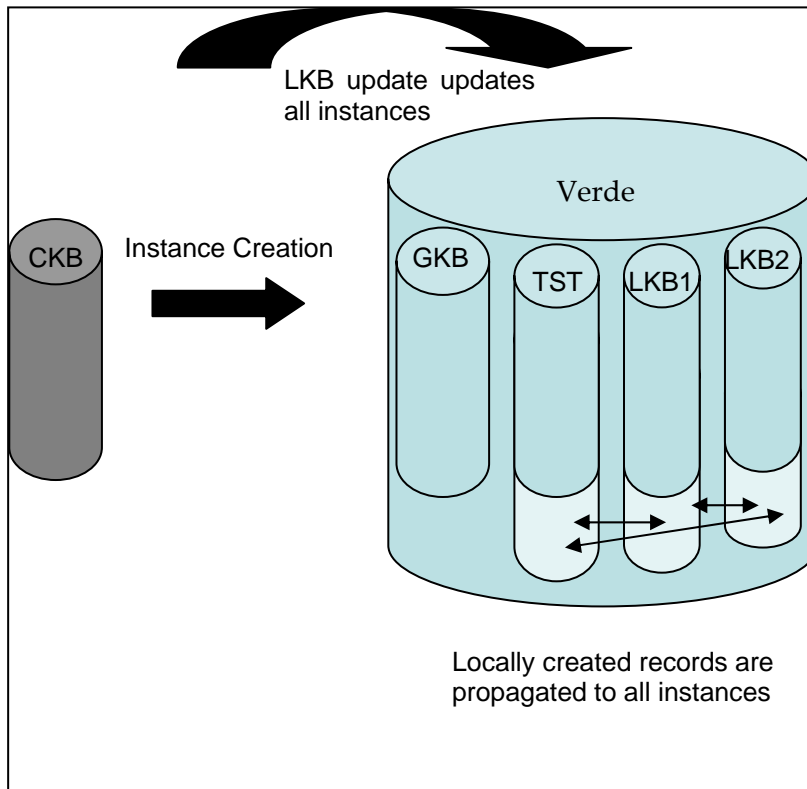 LKB update updates
all instances
Verde
CKB
Instance Creation
GKB
TST
LKB1
LKB2
Locally created records are
propagated to all instances